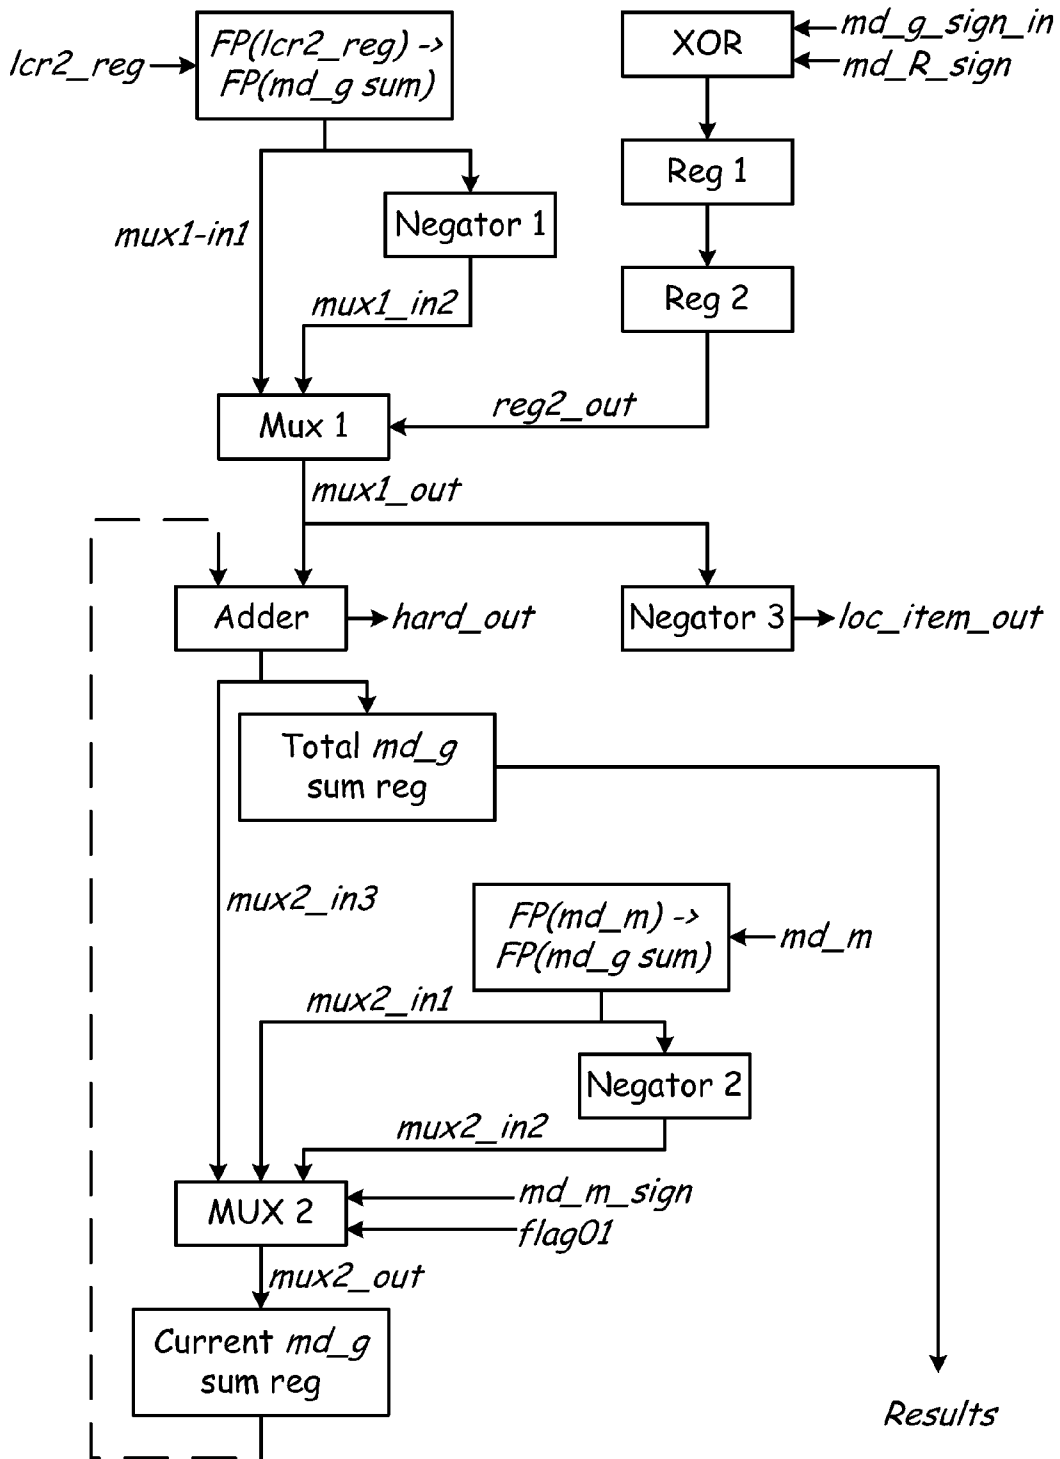 FP(lcr2_reg) ->
FP(md_g sum)
lcr2_reg
XOR
md_g_sign_in
md_R_sign
Reg 1
Negator 1
mux1-in1
mux1_in2
Reg 2
Mux 1
reg2_out
mux1_out
Adder
hard_out
Negator 3
loc_item_out
Total md_g
sum reg
mux2_in3
FP(md_m) ->
FP(md_g sum)
md_m
mux2_in1
Negator 2
mux2_in2
MUX 2
md_m_sign
flag01
mux2_out
Current md_g
sum reg
Results